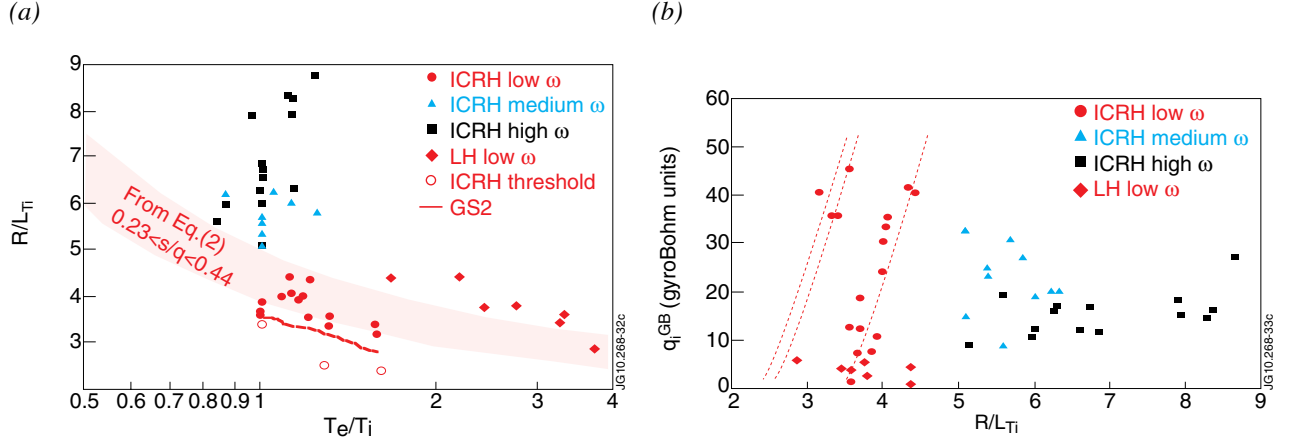 (a)
(b)
9
8
7
6
5
4
3
R/L_Ti
ICRH low ω
ICRH medium ω
ICRH high ω
LH low ω
ICRH threshold
GS2
From Eq.(2)
0.23<s/q<0.44
JG10.268-32c
0.5 0.6 0.7 0.8 0.9 1 2 3 4
T_e/T_i
60
50
40
30
20
10
0
q_i^GB (gyroBohm units)
ICRH low ω
ICRH medium ω
ICRH high ω
LH low ω
JG10.268-33c
2 3 4 5 6 7 8 9
R/L_Ti